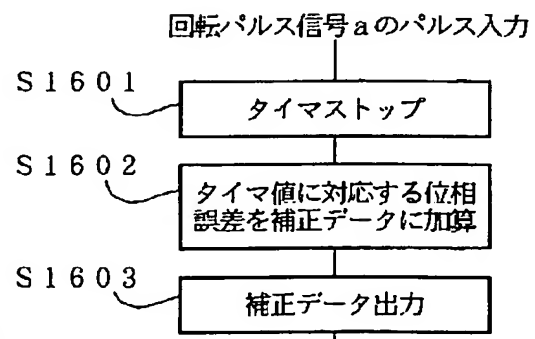 回転パルス信号aのパルス入力
S1601
タイマストップ
S1602
タイマ値に対応する位相
誤差を補正データに加算
S1603
補正データ出力